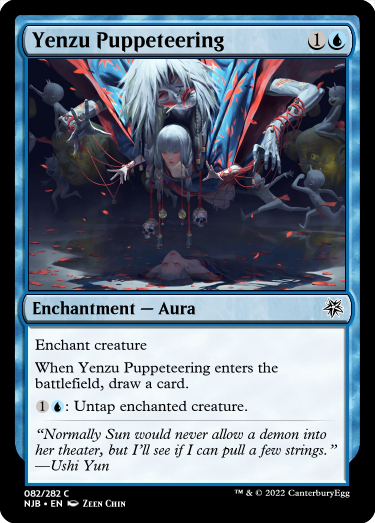 Yenzu Puppeteering 1
Enchantment — Aura
Enchant creature
When Yenzu Puppeteering enters the
battlefield, draw a card.
1 : Untap enchanted creature.
“Normally Sun would never allow a demon into
her theater, but I’ll see if I can pull a few strings.”
—Ushi Yun
082/282 C
NJB • EN Zeen Chin
™ & © 2022 CanterburyEgg